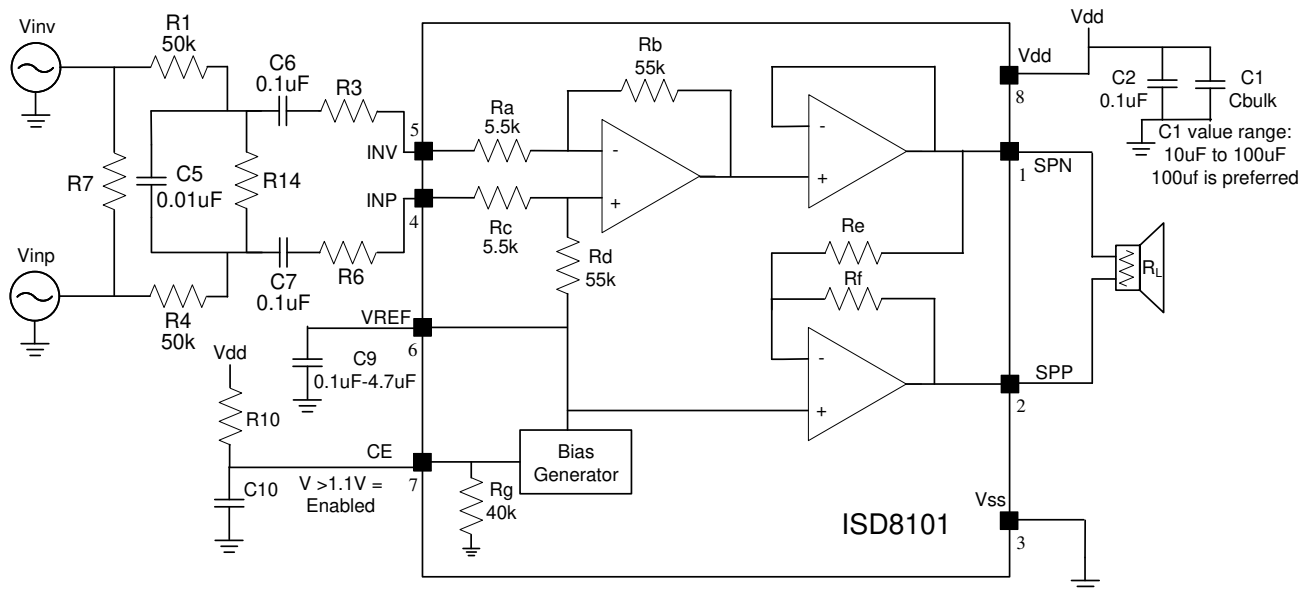 Vinv
R1
50k
C6
0.1uF
R3
R7
C5
0.01uF
R14
Vinp
R4
50k
C7
0.1uF
R6
5
INV
INP
4
Ra
5.5k
Rc
5.5k
Rb
55k
-
+
Rd
55k
-
+
Re
Rf
-
+
VREF
6
C9
0.1uF-4.7uF
Vdd
R10
C10
CE
7
V >1.1V =
Enabled
Rg
40k
Bias
Generator
ISD8101
Vdd
Vdd
8
C2
0.1uF
C1
Cbulk
C1 value range:
10uF to 100uF
100uf is preferred
SPN
1
RL
SPP
2
Vss
3